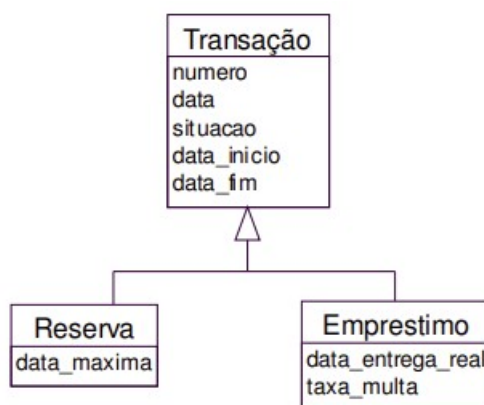 Transação
numero
data
situacao
data_inicio
data_fim
Reserva
data_maxima
Emprestimo
data_entrega_real
taxa_multa